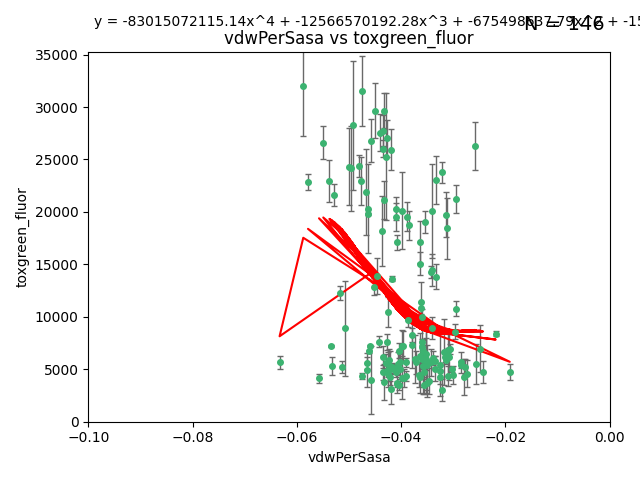 y = -83015072115.14x^4 + -12566570192.28x^3 +
N = 146
vdwPerSasa vs toxgreen_fluor
toxgreen_fluor
35000
30000
25000
20000
15000
10000
5000
0
−0.10 −0.08 −0.06 −0.04 −0.02 0.00
vdwPerSasa